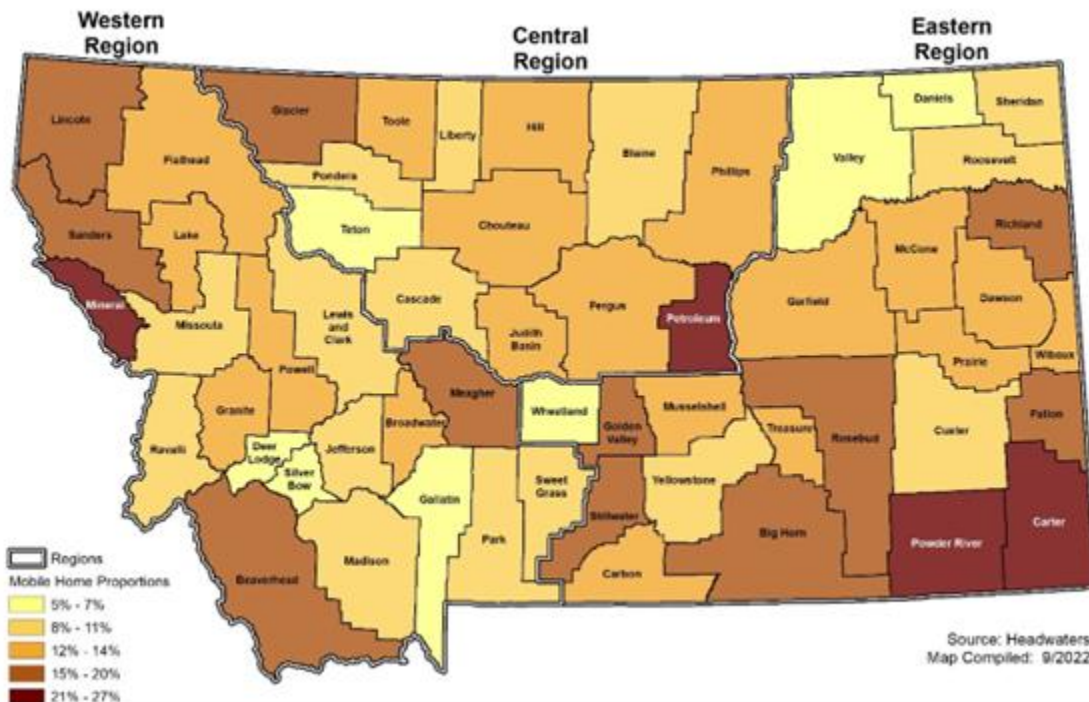 Western
Region
Central
Region
Eastern
Region
Lincoln
Flathead
Glacier
Toole
Liberty
Hill
Blaine
Phillips
Valley
Daniels
Sheridan
Roosevelt
Pondera
Teton
Chouteau
Sanders
Lake
Mineral
Missoula
Lewis
and
Clark
Cascade
Judith
Basin
Fergus
Petroleum
Garfield
McCone
Richland
Dawson
Prairie
Wibaux
Powell
Granite
Ravalli
Deer
Lodge
Silver
Bow
Jefferson
Broadwater
Meagher
Wheatland
Golden
Valley
Musselshell
Treasure
Rosebud
Custer
Fallon
Gallatin
Park
Sweet
Grass
Stillwater
Yellowstone
Big Horn
Powder River
Carter
Carbon
Madison
Beaverhead
Regions
Mobile Home Proportions
5% - 7%
8% - 11%
12% - 14%
15% - 20%
21% - 27%
Source: Headwaters
Map Compiled: 9/2022